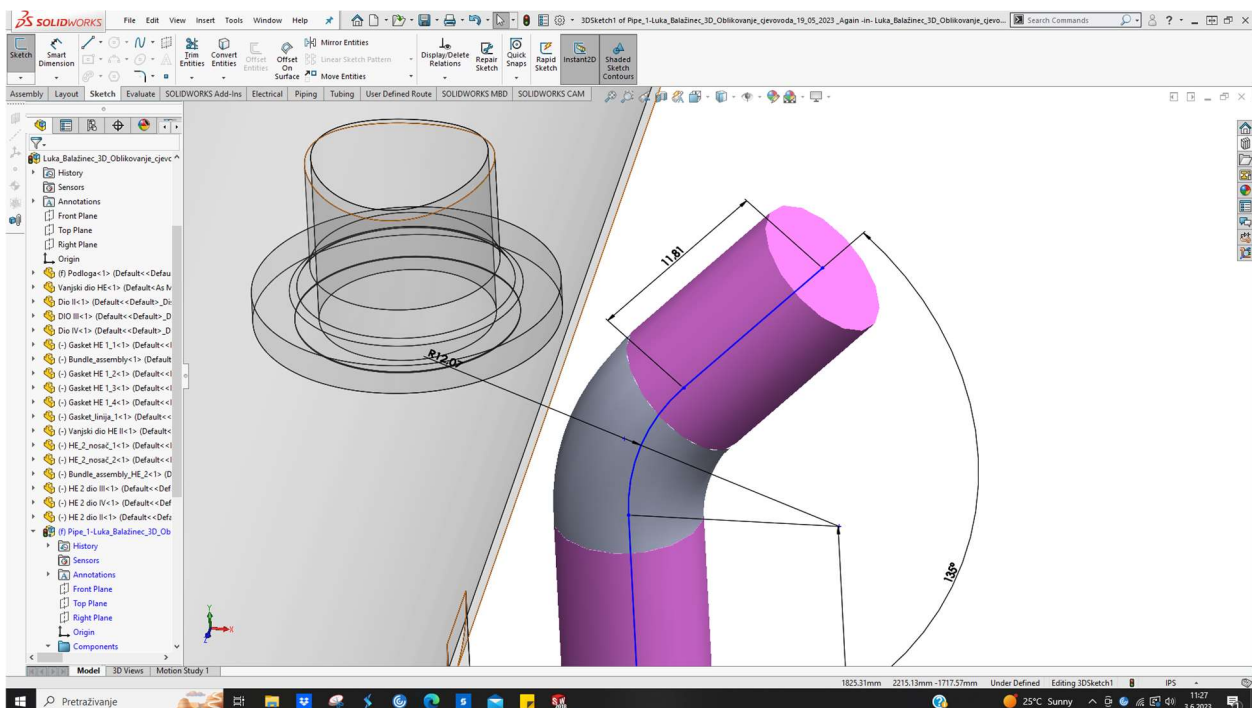 SOLIDWORKS File Edit View Insert Tools Window Help 3DSketch1 of Pipe_1-Luka_Balažinec_3D_Oblikovanje_cjevovoda_19_05_2023 _Again -in- Luka_Balažinec_3D_Oblikovanje_cjevo... Search Commands
Sketch Smart Dimension Trim Entities Convert Entities Offset Entities Offset On Surface Mirror Entities Linear Sketch Pattern Move Entities Display/Delete Relations Repair Sketch Quick Snaps Rapid Sketch Instant2D Shaded Sketch Contours
Assembly Layout Sketch Evaluate SOLIDWORKS Add-Ins Electrical Piping Tubing User Defined Route SOLIDWORKS MBD SOLIDWORKS CAM
Luka_Balažinec_3D_Oblikovanje_cjevc
History
Sensors
Annotations
Front Plane
Top Plane
Right Plane
Origin
(f) Podloga<1> (Default<<Defau
Vanjski dio HE<1> (Default<As M
Dio II<1> (Default<<Default>_Di
DIO III<1> (Default<<Default>_D
Dio IV<1> (Default<<Default>_D
(-) Gasket HE 1_1<1> (Default<<l
(-) Bundle_assembly<1> (Default
(-) Gasket HE 1_2<1> (Default<<l
(-) Gasket HE 1_3<1> (Default<<l
(-) Gasket HE 1_4<1> (Default<<l
(-) Gasket_linija_1<1> (Default<<
(-) Vanjski dio HE II<1> (Default<
(-) HE_2_nosač_1<1> (Default<<l
(-) HE_2_nosač_2<1> (Default<<l
(-) Bundle_assembly_HE_2<1> (D
(-) HE 2 dio III<1> (Default<<Def
(-) HE 2 dio IV<1> (Default<<Def
(-) HE 2 dio II<1> (Default<<Defa
(f) Pipe_1-Luka_Balažinec_3D_Ob
History
Sensors
Annotations
Front Plane
Top Plane
Right Plane
Origin
Components
11,81
R12,07
135°
Y
X
Z
Model 3D Views Motion Study 1
1825.31mm 2215.13mm -1717.57mm Under Defined Editing 3DSketch1 IPS -
Pretraživanje 25°C Sunny 11:27
3.6.2023.